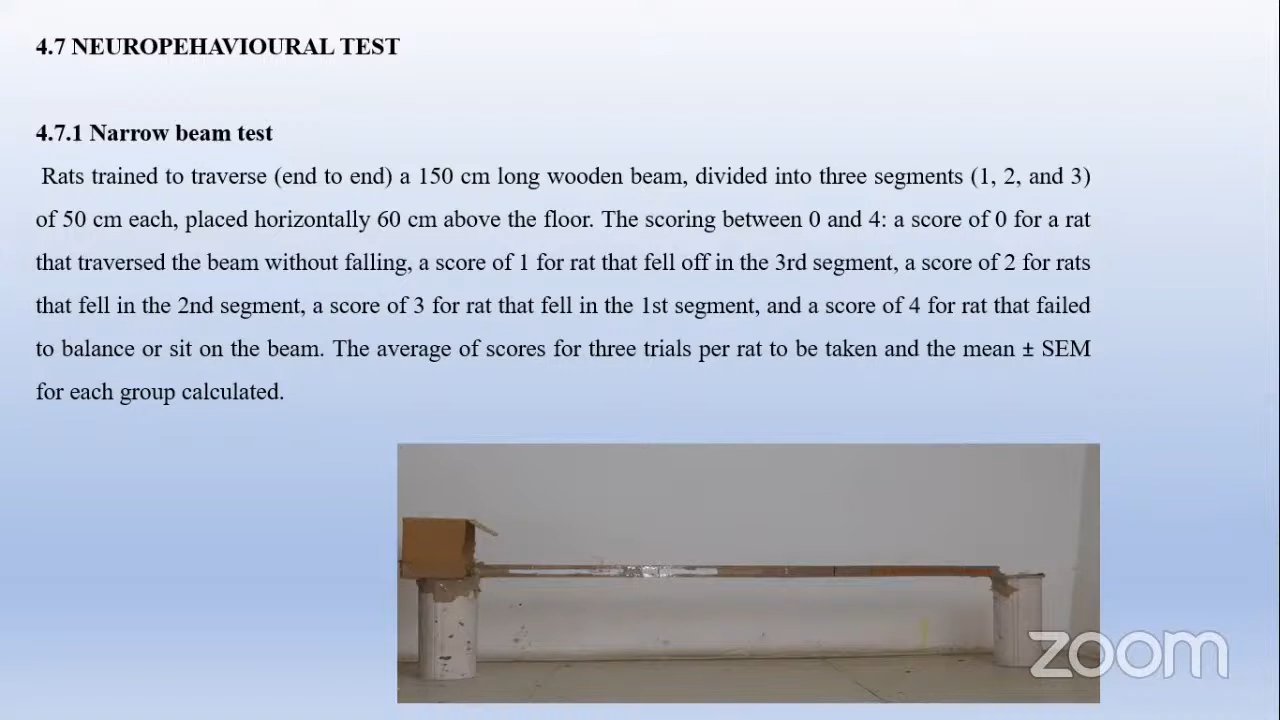 4.7 NEUROPEHAVIOURAL TEST
4.7.1 Narrow beam test
Rats trained to traverse (end to end) a 150 cm long wooden beam, divided into three segments (1, 2, and 3)
of 50 cm each, placed horizontally 60 cm above the floor. The scoring between 0 and 4: a score of 0 for a rat
that traversed the beam without falling, a score of 1 for rat that fell off in the 3rd segment, a score of 2 for rats
that fell in the 2nd segment, a score of 3 for rat that fell in the 1st segment, and a score of 4 for rat that failed
to balance or sit on the beam. The average of scores for three trials per rat to be taken and the mean ± SEM
for each group calculated.
zoom